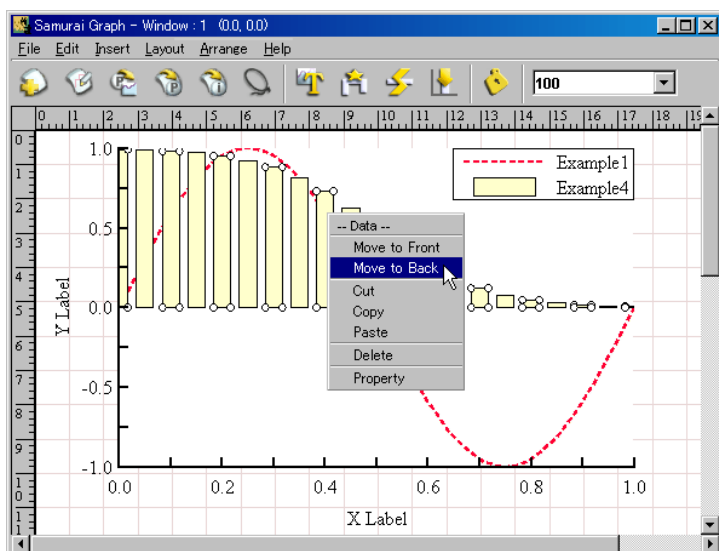 Samurai Graph - Window : 1 (0.0, 0.0)
File Edit Insert Layout Arrange Help
100
0 1 2 3 4 5 6 7 8 9 10 11 12 13 14 15 16 17 18 19
0
1
2
3
4
5
6
7
8
9
10
11
1.0
0.5
0.0
-0.5
-1.0
Y Label
Example1
Example4
-- Data --
Move to Front
Move to Back
Cut
Copy
Paste
Delete
Property
0.0 0.2 0.4 0.6 0.8 1.0
X Label